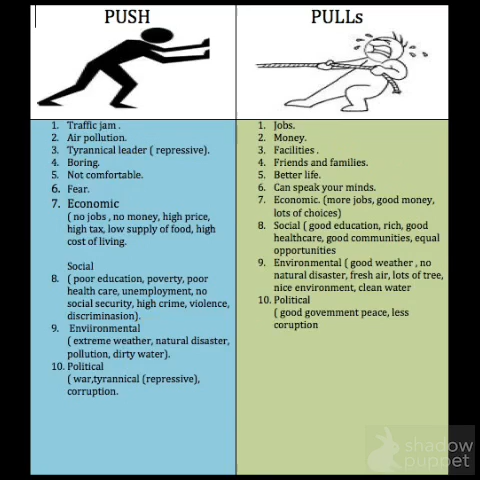 PUSH
PULLs
1. Traffic jam .
2. Air pollution.
3. Tyrannical leader ( repressive).
4. Boring.
5. Not comfortable.
6. Fear.
7. Economic
( no jobs , no money, high price,
high tax, low supply of food, high
cost of living.
Social
8. ( poor education, poverty, poor
health care, unemployment, no
social security, high crime, violence,
discriminasion).
9. Enviironmental
( extreme weather, natural disaster,
pollution, dirty water).
10. Political
( war,tyrannical (repressive),
corruption.
1. Jobs.
2. Money.
3. Facilities .
4. Friends and families.
5. Better life.
6. Can speak your minds.
7. Economic. (more jobs, good money,
lots of choices)
8. Social ( good education, rich, good
healthcare, good communities, equal
opportunities
9. Environmental ( good weather , no
natural disaster, fresh air, lots of tree,
nice environment, clean water
10. Political
( good govemment peace, less
coruption
shadow
puppet